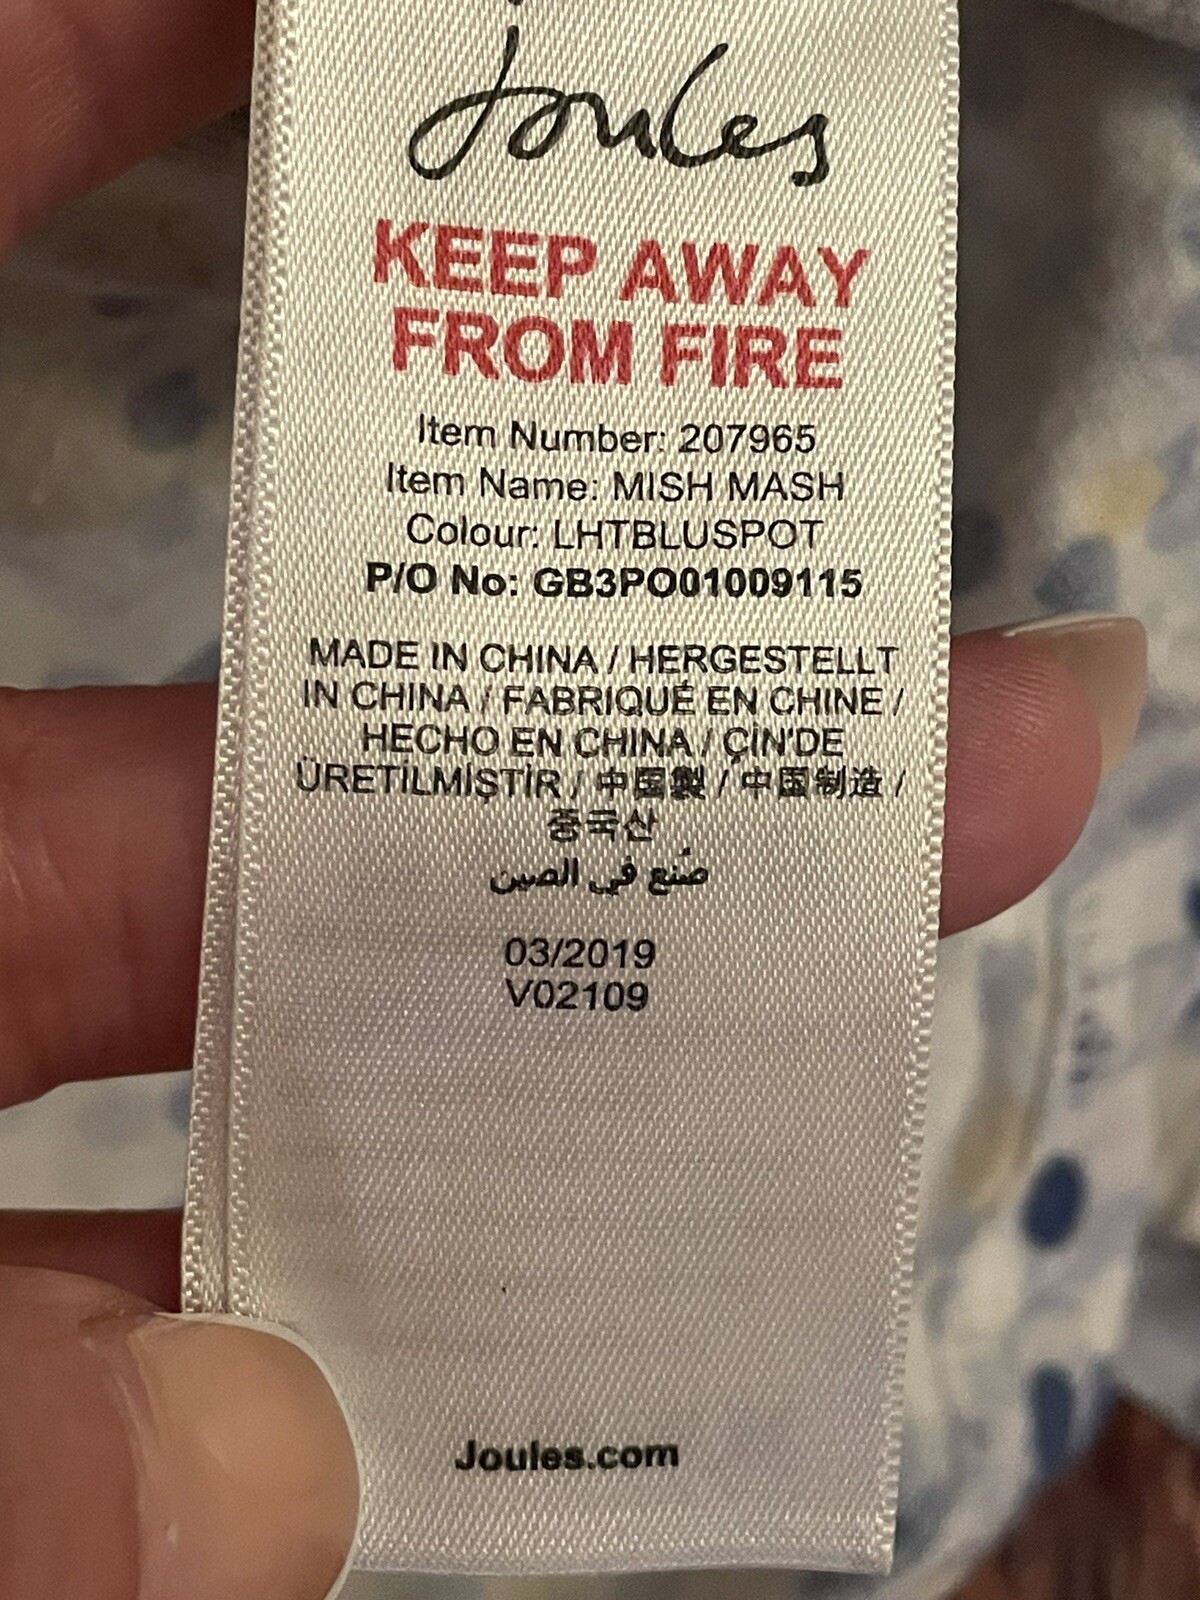 Joules
KEEP AWAY
FROM FIRE
Item Number: 207965
Item Name: MISH MASH
Colour: LHTBLUSPOT
P/O No: GB3PO01009115
MADE IN CHINA / HERGESTELLT
IN CHINA / FABRIQUÉ EN CHINE /
HECHO EN CHINA / ÇİN'DE
ÜRETİLMİŞTİR / 中国製 / 中国制造 /
중국산
صُنع في الصين
03/2019
V02109
Joules.com